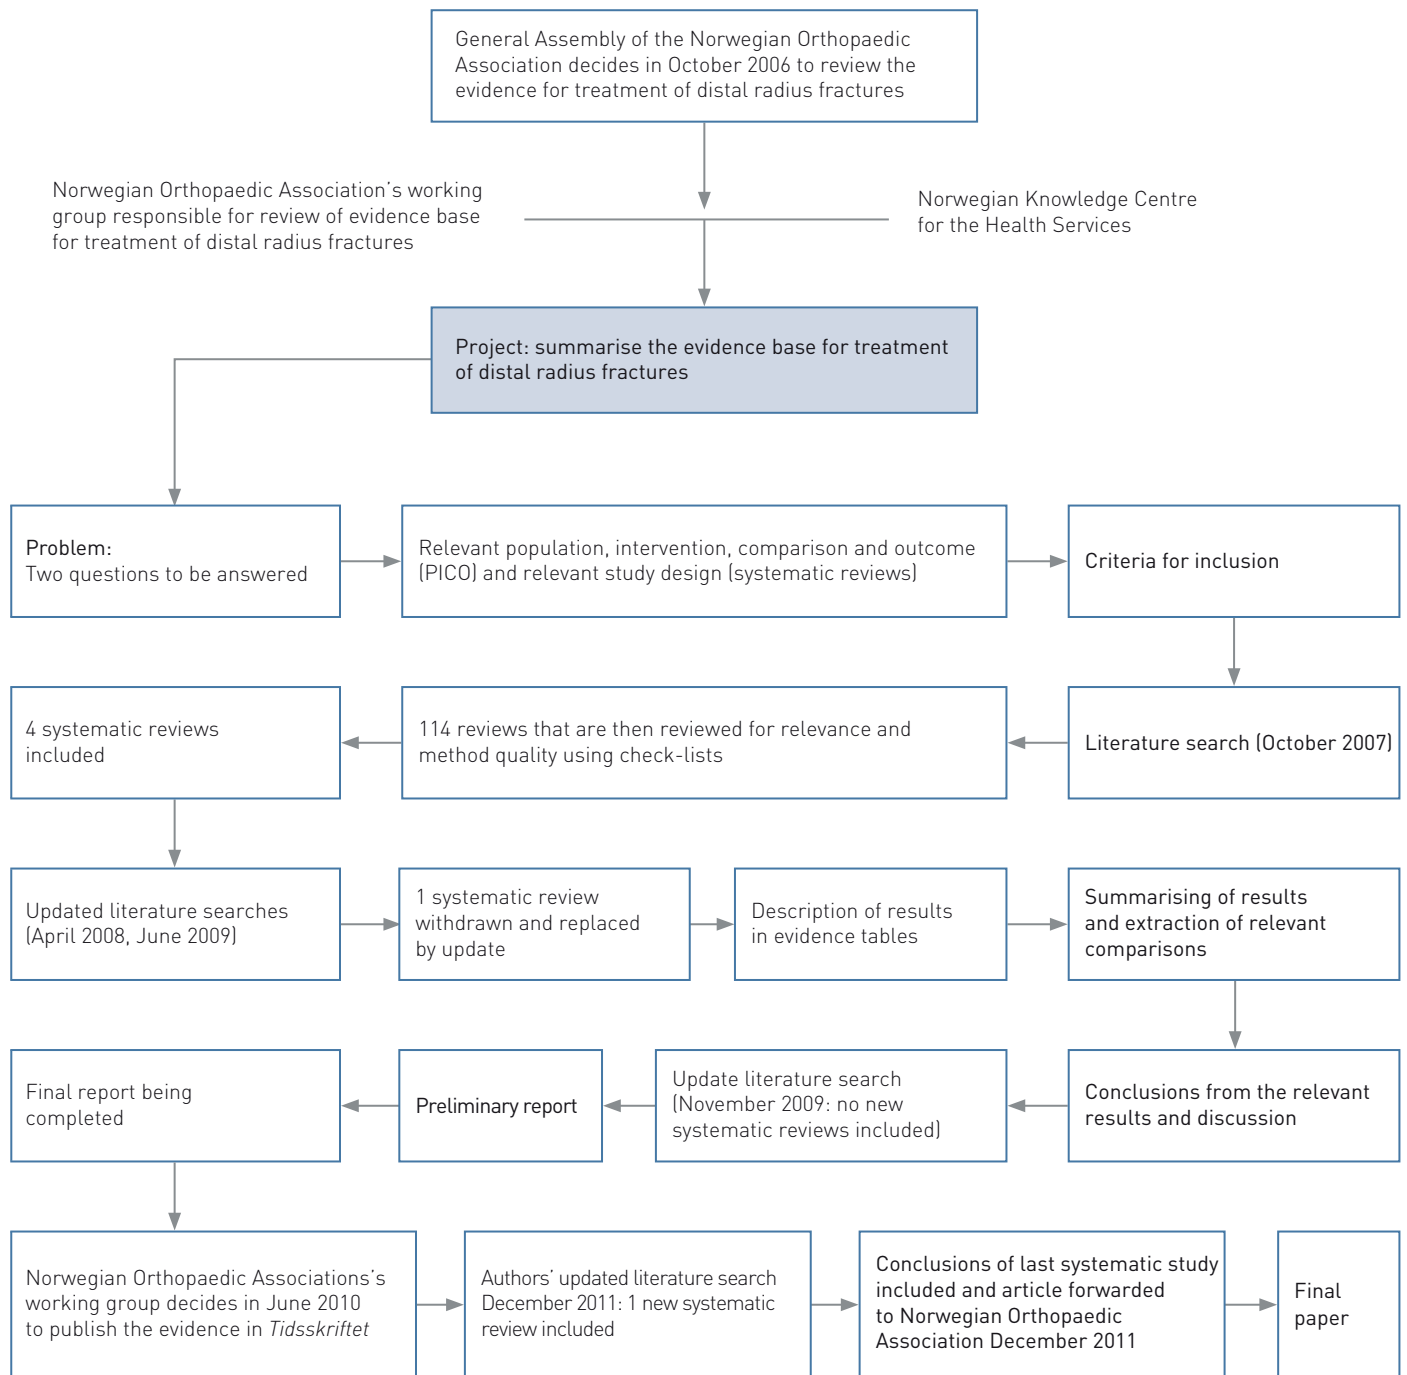 General Assembly of the Norwegian Orthopaedic
Association decides in October 2006 to review the
evidence for treatment of distal radius fractures
Norwegian Orthopaedic Association's working
group responsible for review of evidence base
for treatment of distal radius fractures
Norwegian Knowledge Centre
for the Health Services
Project: summarise the evidence base for treatment
of distal radius fractures
Problem:
Two questions to be answered
Relevant population, intervention, comparison and outcome
(PICO) and relevant study design (systematic reviews)
Criteria for inclusion
4 systematic reviews
included
114 reviews that are then reviewed for relevance and
method quality using check-lists
Literature search (October 2007)
Updated literature searches
(April 2008, June 2009)
1 systematic review
withdrawn and replaced
by update
Description of results
in evidence tables
Summarising of results
and extraction of relevant
comparisons
Final report being
completed
Preliminary report
Update literature search
(November 2009: no new
systematic reviews included)
Conclusions from the relevant
results and discussion
Norwegian Orthopaedic Associations's
working group decides in June 2010
to publish the evidence in Tidsskriftet
Authors' updated literature search
December 2011: 1 new systematic
review included
Conclusions of last systematic study
included and article forwarded
to Norwegian Orthopaedic
Association December 2011
Final
paper